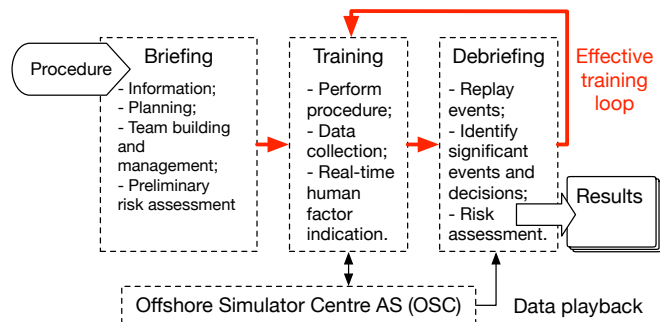 Procedure
Briefing
- Information;
- Planning;
- Team building
and
management;
- Preliminary
risk assessment
Training
- Perform
procedure;
- Data
collection;
- Real-time
human
factor
indication.
Debriefing
- Replay
events;
- Identify
significant
events and
decisions;
- Risk
assessment.
Effective
training
loop
Results
Offshore Simulator Centre AS (OSC)
Data playback